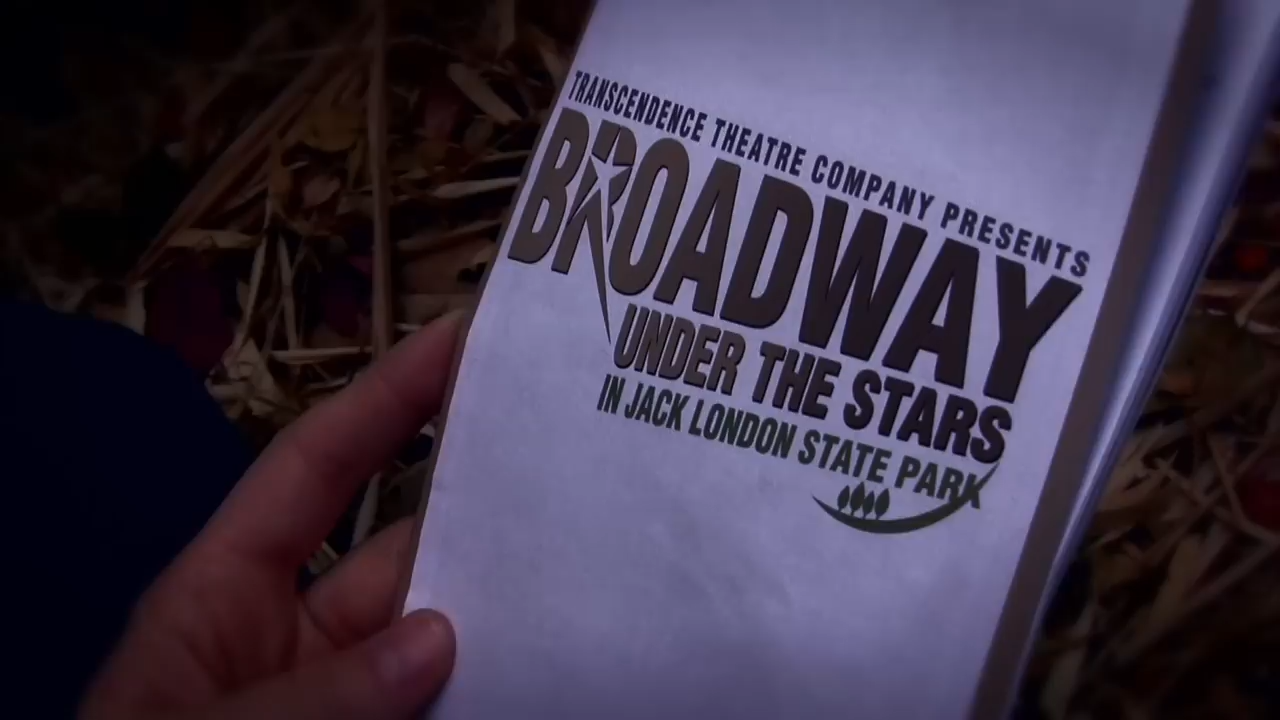 TRANSCENDENCE THEATRE COMPANY PRESENTS
BROADWAY
UNDER THE STARS
IN JACK LONDON STATE PARK